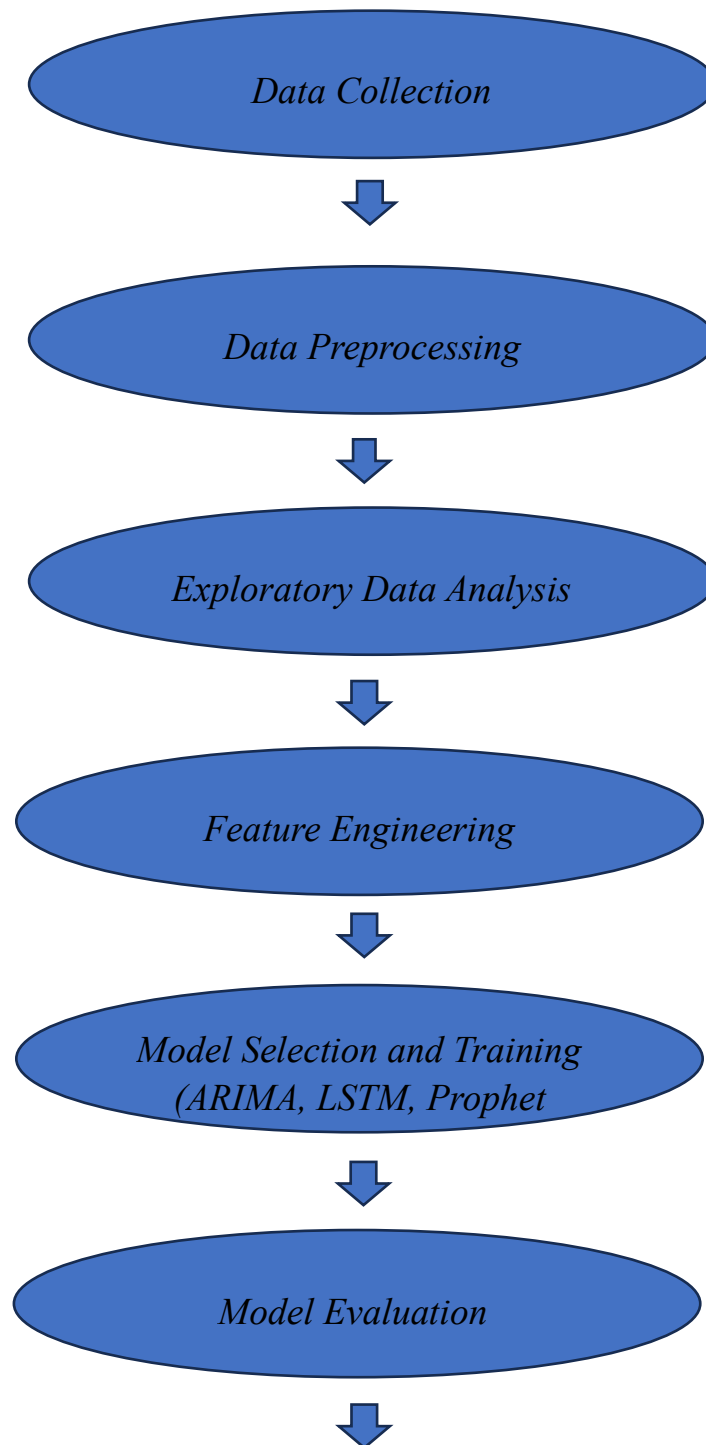 Data Collection
Data Preprocessing
Exploratory Data Analysis
Feature Engineering
Model Selection and Training
(ARIMA, LSTM, Prophet
Model Evaluation